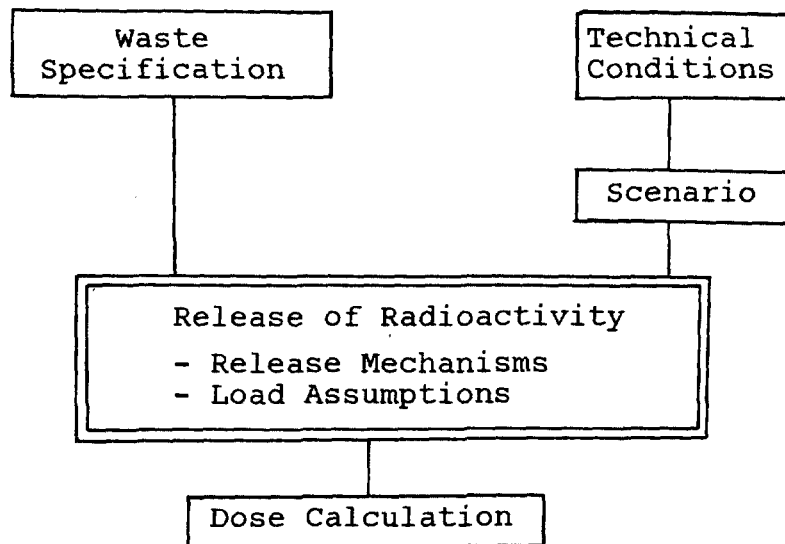 Waste
Specification
Technical
Conditions
Scenario
Release of Radioactivity
- Release Mechanisms
- Load Assumptions
Dose Calculation